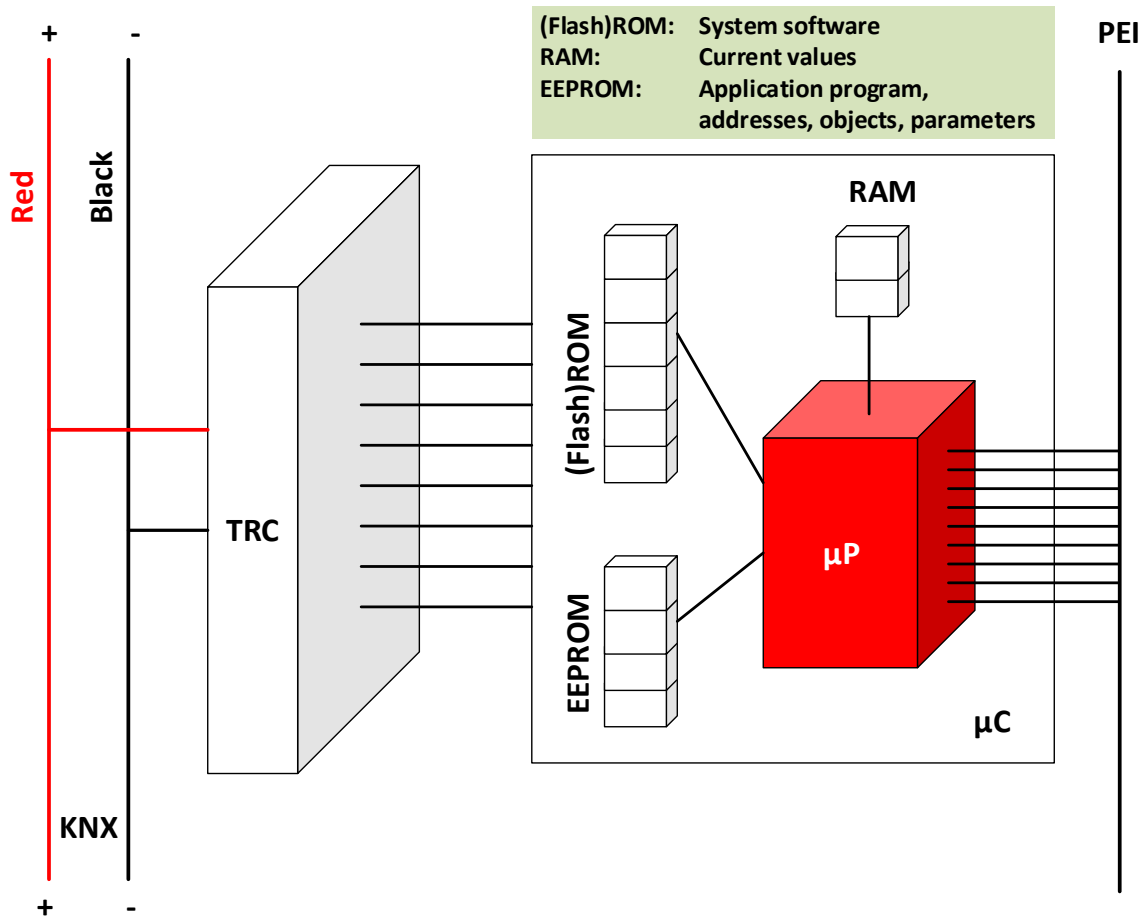 + -
(Flash)ROM: System software
RAM: Current values
EEPROM: Application program,
addresses, objects, parameters
PEI
Red
Black
RAM
(Flash)ROM
TRC
µP
EEPROM
µC
KNX
+ -